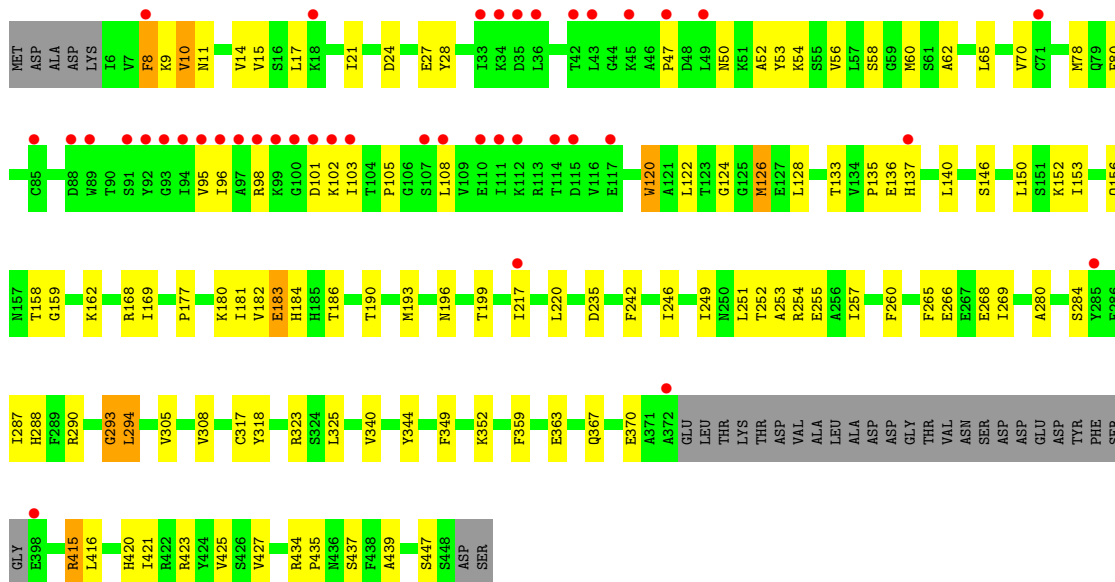 MET ASP ALA ASP LYS I6 V7 F8 K9 V10 N11 V14 V15 S16 L17 K18 I21 D24 E27 Y28 I33 K34 D35 L36 T42 L43 G44 K45 A46 P47 D48 L49 N50 K51 A52 Y53 K54 S55 V56 L57 S58 G59 M60 S61 A62 L65 V70 C71 M78 Q79
C85 D88 W89 T90 S91 Y92 G93 I94 V95 I96 A97 R98 K99 G100 D101 K102 I103 T104 P105 G106 S107 L108 V109 E110 I111 K112 R113 T114 D115 V116 E117 W120 A121 L122 T123 G124 G125 M126 E127 L128 T133 V134 P135 E136 H137 L140 S146 L150 S151 K152 I153
N157 T158 G159 K162 R168 I169 P177 K180 I181 V182 E183 H184 H185 T186 T190 M193 N196 T199 I217 L220 D235 F242 I246 I249 N250 L251 T252 A253 R254 E255 A256 I257 F260 F265 E266 E267 E268 I269 A280 S284 Y285
I287 H288 F289 R290 G293 L294 V305 V308 C317 Y318 R323 S324 L325 V340 Y344 F349 K352 F359 E363 Q367 E370 A371 A372 GLU LEU THR LYS THR ASP VAL ALA LEU ALA ASP ASP GLY THR VAL ASN SER ASP ASP GLU ASP TYR PHE SER
GLY E398 R415 L416 H420 I421 R422 R423 Y424 V425 S426 V427 R434 P435 N436 S437 F438 A439 S447 S448 ASP SER